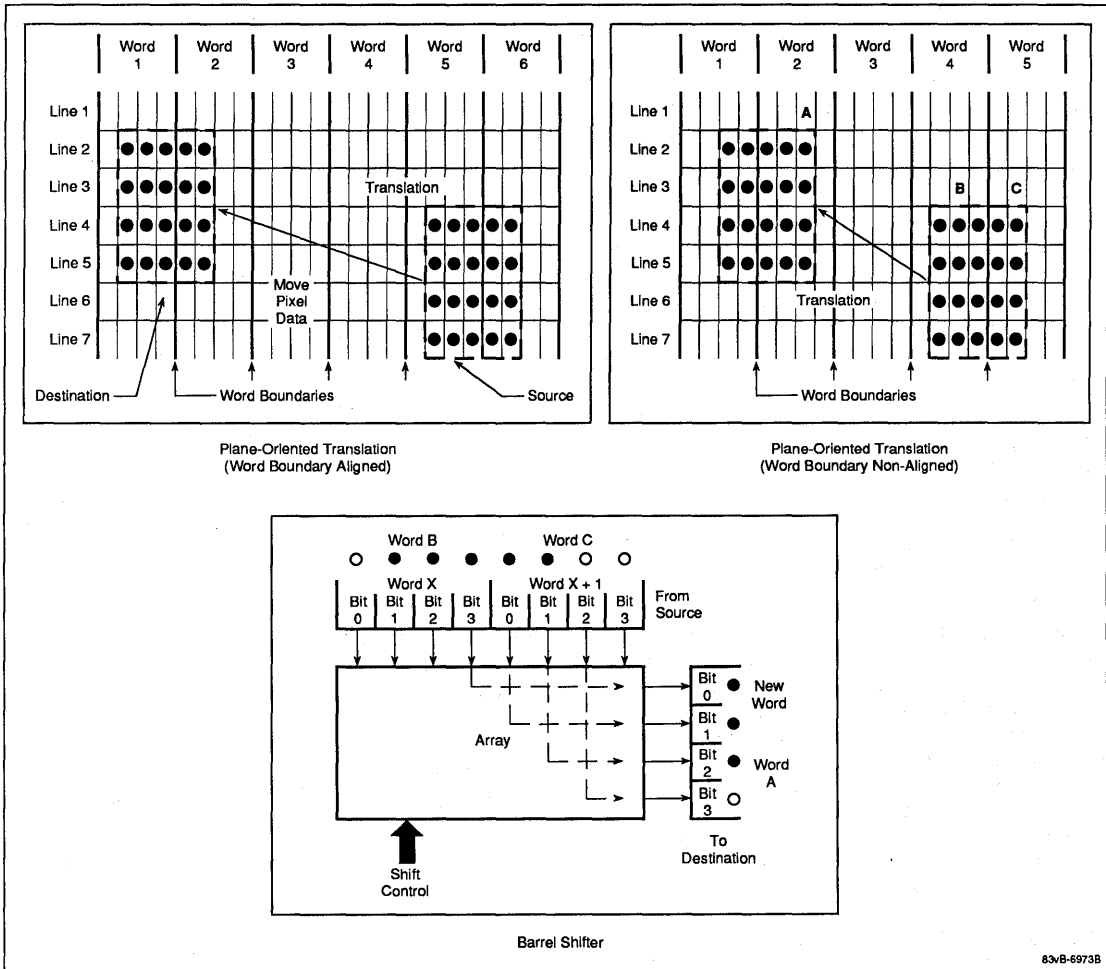 Word 1
Word 2
Word 3
Word 4
Word 5
Word 6
Line 1
Line 2
Line 3
Line 4
Line 5
Line 6
Line 7
Translation
Move
Pixel
Data
Destination
Word Boundaries
Source
Plane-Oriented Translation
(Word Boundary Aligned)
Word 1
Word 2
Word 3
Word 4
Word 5
Line 1
Line 2
Line 3
Line 4
Line 5
Line 6
Line 7
A
B
C
Translation
Word Boundaries
Plane-Oriented Translation
(Word Boundary Non-Aligned)
Word B
Word C
Word X
Word X + 1
Bit 0
Bit 1
Bit 2
Bit 3
Bit 0
Bit 1
Bit 2
Bit 3
From
Source
Array
Bit 0
Bit 1
Bit 2
Bit 3
New
Word
Word
A
To
Destination
Shift
Control
Barrel Shifter
83vB-6973B